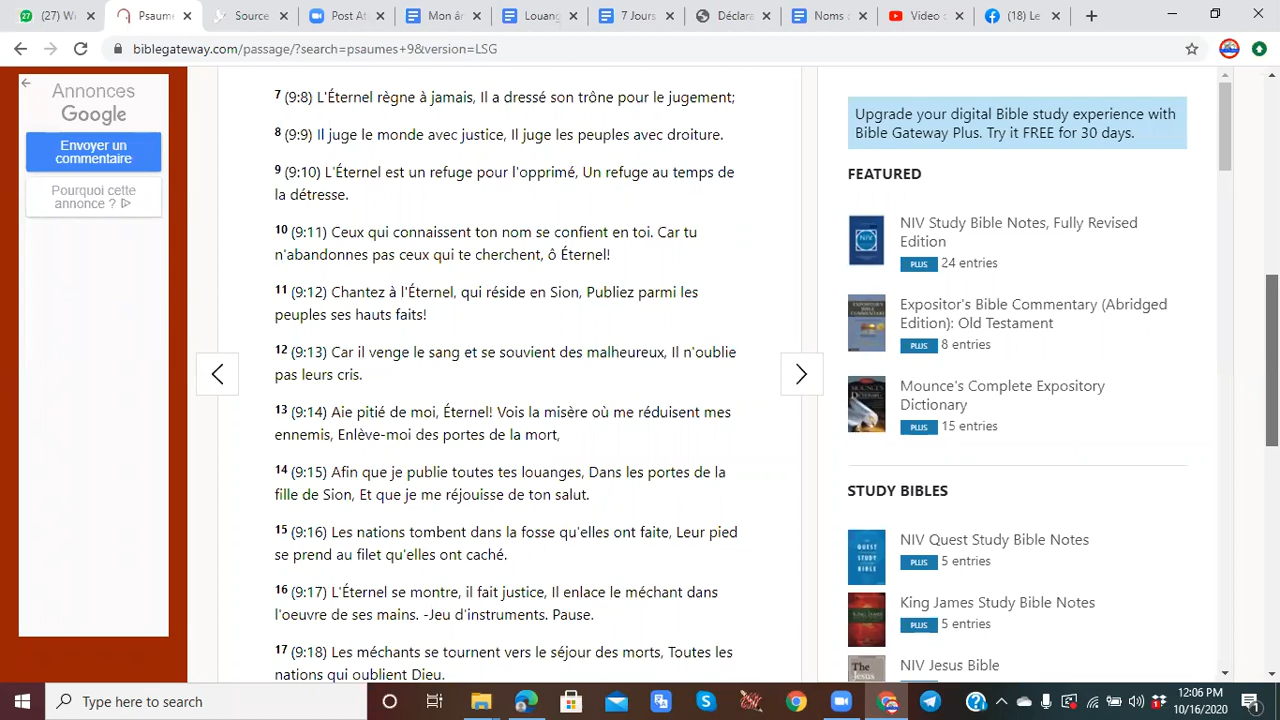 (27) W
Psaume
Source
Post At
Mon âr
Louang
7 Jours
Déclara
Noms
Video
(18) Lo
biblegateway.com/passage/?search=psaumes+9&version=LSG
Annonces
Google
Envoyer un
commentaire
Pourquoi cette
annonce ?
7 (9:8) L'Éternel règne à jamais, Il a dressé son trône pour le jugement;
8 (9:9) Il juge le monde avec justice, Il juge les peuples avec droiture.
9 (9:10) L'Éternel est un refuge pour l'opprimé, Un refuge au temps de
la détresse.
10 (9:11) Ceux qui connaissent ton nom se confient en toi. Car tu
n'abandonnes pas ceux qui te cherchent, ô Éternel!
11 (9:12) Chantez à l'Éternel, qui réside en Sion, Publiez parmi les
peuples ses hauts faits!
12 (9:13) Car il venge le sang et se souvient des malheureux, Il n'oublie
pas leurs cris.
13 (9:14) Aie pitié de moi, Éternel! Vois la misère où me réduisent mes
ennemis, Enlève-moi des portes de la mort,
14 (9:15) Afin que je publie toutes tes louanges, Dans les portes de la
fille de Sion, Et que je me réjouisse de ton salut.
15 (9:16) Les nations tombent dans la fosse qu'elles ont faite, Leur pied
se prend au filet qu'elles ont caché.
16 (9:17) L'Éternel se montre, il fait justice, Il enlace le méchant dans
l'oeuvre de ses mains. -Jeu d'instruments. Pause.
17 (9:18) Les méchants se tournent vers le séjour des morts, Toutes les
nations qui oublient Dieu.
Upgrade your digital Bible study experience with
Bible Gateway Plus. Try it FREE for 30 days.
FEATURED
NIV Study Bible Notes, Fully Revised
Edition
PLUS 24 entries
Expositor's Bible Commentary (Abridged
Edition): Old Testament
PLUS 8 entries
Mounce's Complete Expository
Dictionary
PLUS 15 entries
STUDY BIBLES
NIV Quest Study Bible Notes
PLUS 5 entries
King James Study Bible Notes
PLUS 5 entries
NIV Jesus Bible
Type here to search
12:06 PM
10/16/2020